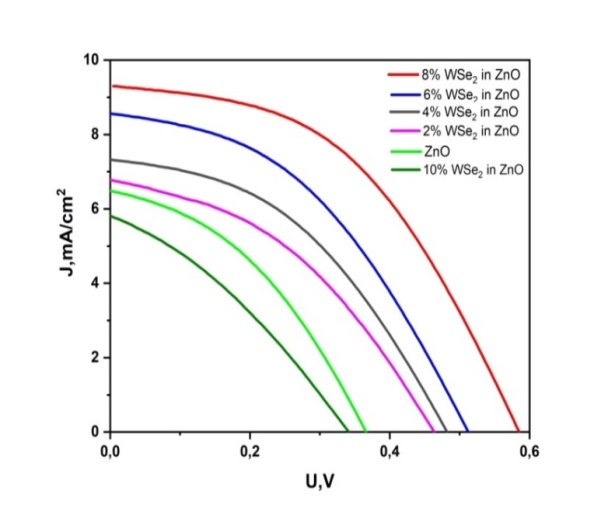 10
8
6
4
2
0
J,mA/cm²
8% WSe₂ in ZnO
6% WSe₂ in ZnO
4% WSe₂ in ZnO
2% WSe₂ in ZnO
ZnO
10% WSe₂ in ZnO
0,0 0,2 0,4 0,6
U,V